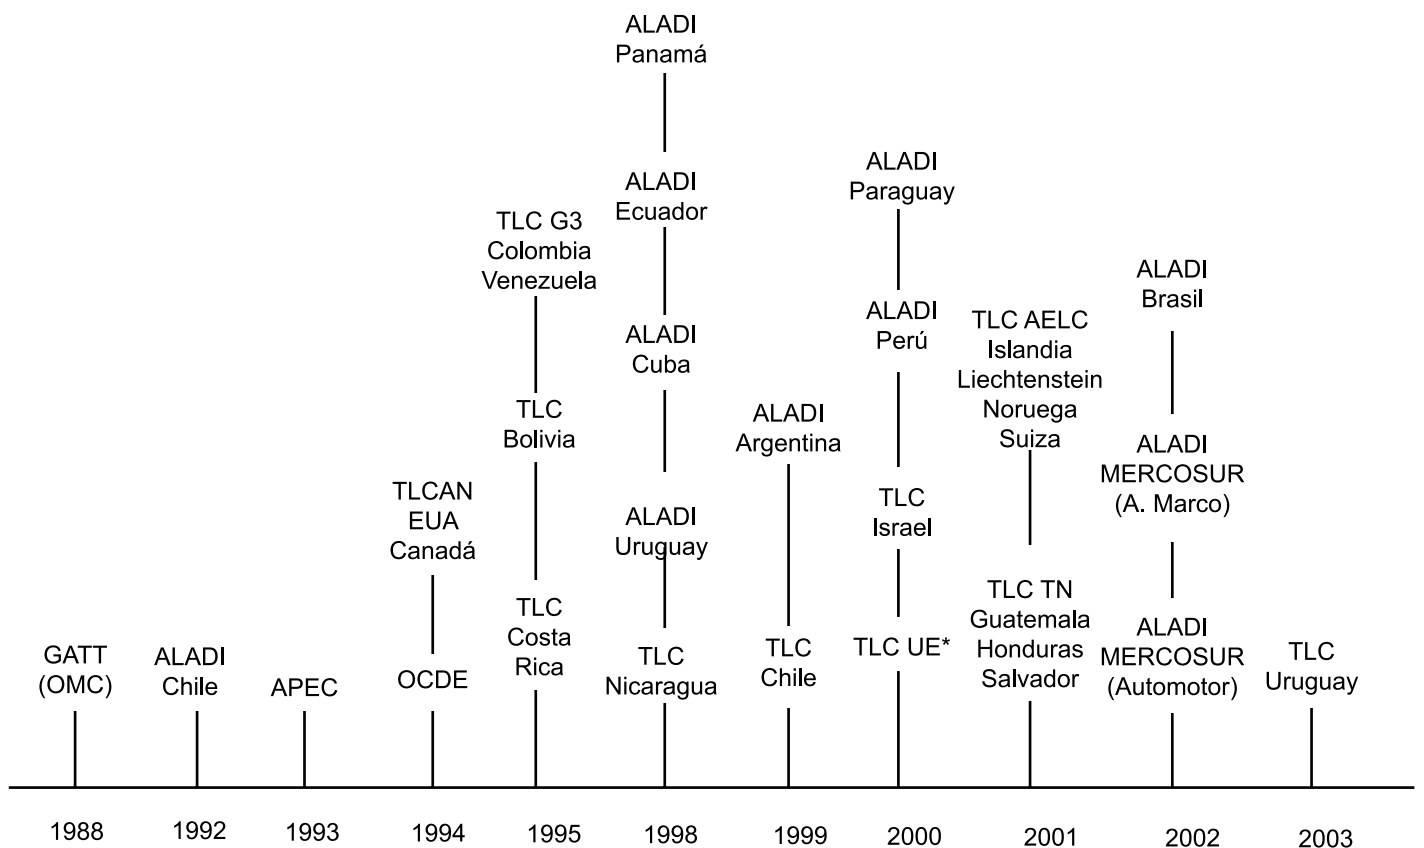 GATT
(OMC)
1988
ALADI
Chile
1992
APEC
1993
TLCAN
EUA
Canadá
OCDE
1994
TLC G3
Colombia
Venezuela
TLC
Bolivia
TLC
Costa
Rica
1995
ALADI
Panamá
ALADI
Ecuador
ALADI
Cuba
ALADI
Uruguay
TLC
Nicaragua
1998
ALADI
Argentina
TLC
Chile
1999
ALADI
Paraguay
ALADI
Perú
TLC
Israel
TLC UE*
2000
TLC AELC
Islandia
Liechtenstein
Noruega
Suiza
TLC TN
Guatemala
Honduras
Salvador
2001
ALADI
Brasil
ALADI
MERCOSUR
(A. Marco)
ALADI
MERCOSUR
(Automotor)
2002
TLC
Uruguay
2003